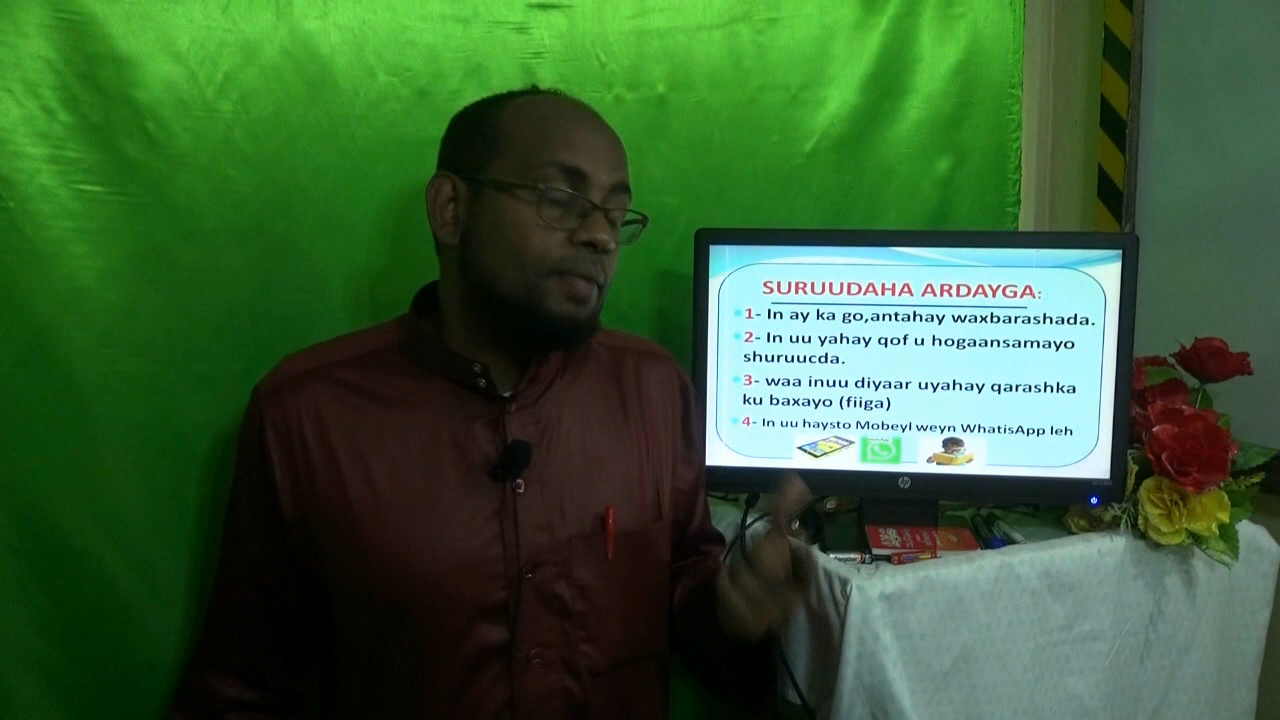 SURUUDAHA ARDAYGA:
1- In ay ka go,antahay waxbarashada.
2- In uu yahay qof u hogaansamayo
shuruucda.
3- waa inuu diyaar uyahay qarashka
ku baxayo (fiiga)
4- In uu haysto Mobeyl weyn WhatisApp leh
hp